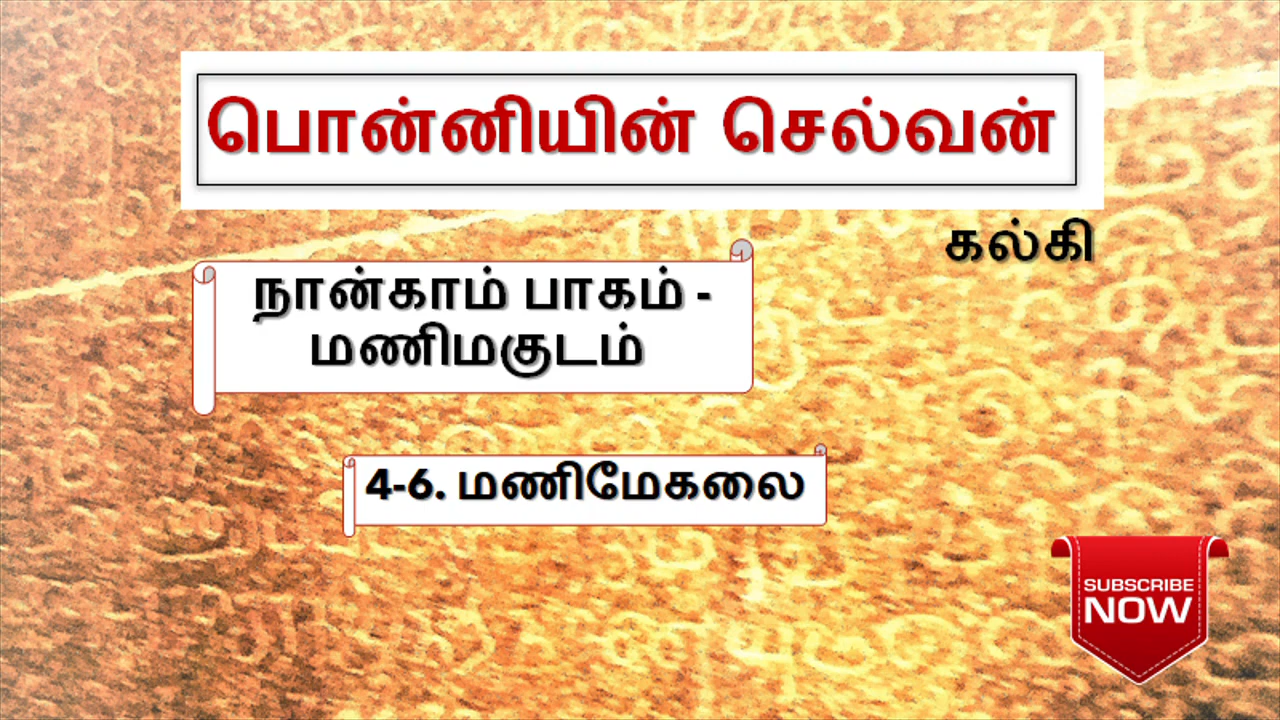 பொன்னியின் செல்வன்
கல்கி
நான்காம் பாகம் -
மணிமகுடம்
4-6. மணிமேகலை
SUBSCRIBE
NOW